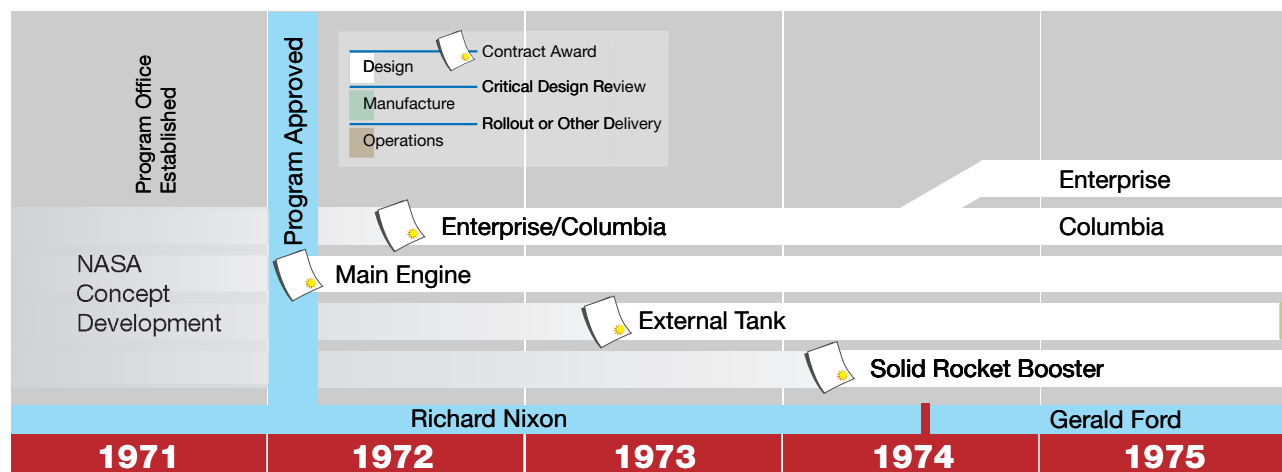 Program Office
Established
Program Approved
Contract Award
Design
Critical Design Review
Manufacture
Rollout or Other Delivery
Operations
Enterprise
Enterprise/Columbia
Columbia
NASA
Concept
Development
Main Engine
External Tank
Solid Rocket Booster
Richard Nixon
Gerald Ford
1971
1972
1973
1974
1975